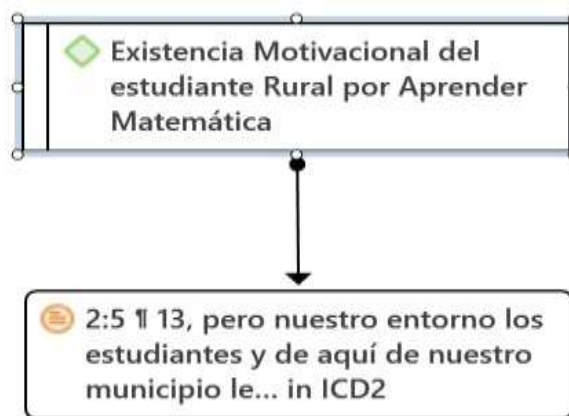 Existencia Motivacional del
estudiante Rural por Aprender
Matemática
2:5 ¶ 13, pero nuestro entorno los
estudiantes y de aquí de nuestro
municipio le... in ICD2